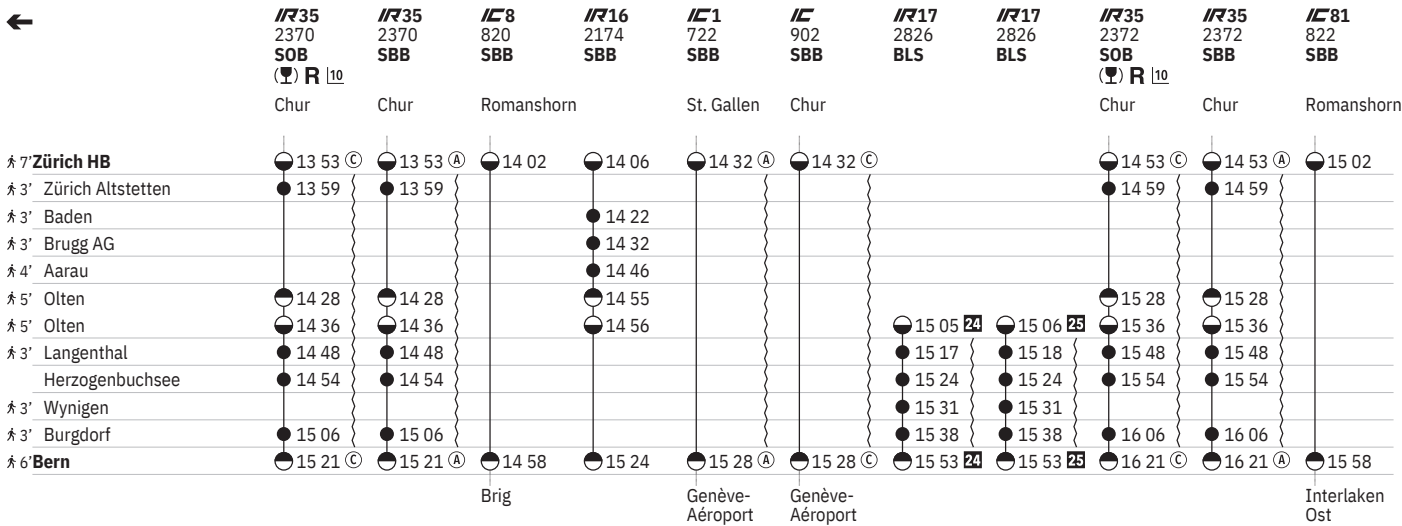 IR35 IR35 IC8 IR16 IC1 IC IR17 IR17 IR35 IR35 IC81
2370 2370 820 2174 722 902 2826 2826 2372 2372 822
SOB SBB SBB SBB SBB SBB BLS BLS SOB SBB SBB
R 10 R 10
Chur Chur Romanshorn St. Gallen Chur Chur Chur Romanshorn
7' Zürich HB 13 53 C 13 53 A 14 02 14 06 14 32 A 14 32 C 14 53 C 14 53 A 15 02
3' Zürich Altstetten 13 59 13 59 14 59 14 59
3' Baden 14 22
3' Brugg AG 14 32
4' Aarau 14 46
5' Olten 14 28 14 28 14 55 15 28 15 28
5' Olten 14 36 14 36 14 56 15 05 24 15 06 25 15 36 15 36
3' Langenthal 14 48 14 48 15 17 15 18 15 48 15 48
Herzogenbuchsee 14 54 14 54 15 24 15 24 15 54 15 54
3' Wynigen 15 31 15 31
3' Burgdorf 15 06 15 06 15 38 15 38 16 06 16 06
6' Bern 15 21 C 15 21 A 14 58 15 24 15 28 A 15 28 C 15 53 24 15 53 25 16 21 C 16 21 A 15 58
Brig Genève- Genève- Interlaken
Aéroport Aéroport Ost